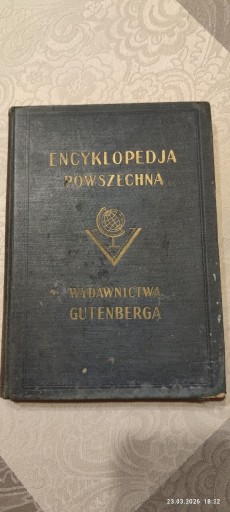 ENCYKLOPEDJA
POWSZECHNA
WYDAWNICTWA
GUTENBERGA
23.03.2026 18:32